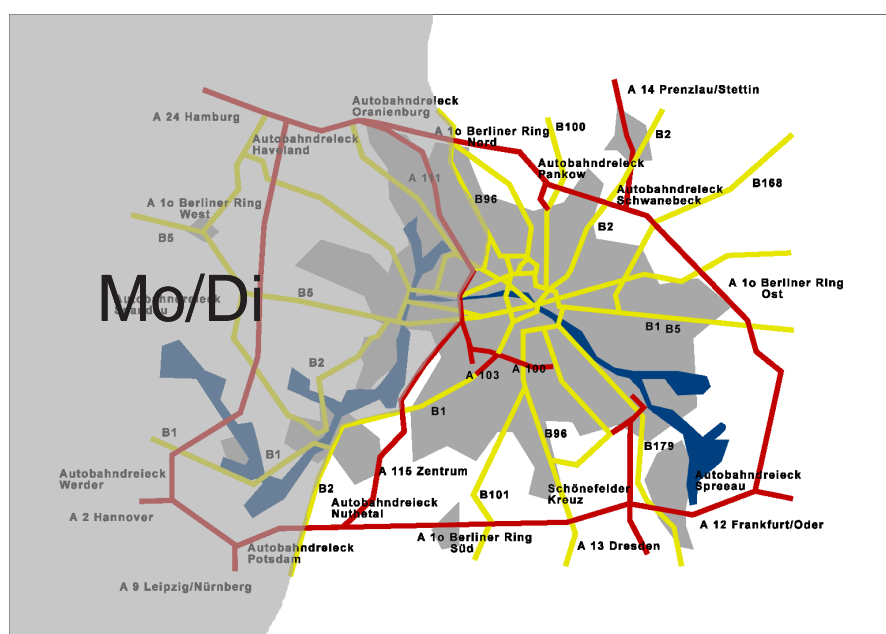 A 14 Prenzlau/Stettin
Autobahndreieck
Oranienburg
A 24 Hamburg
A 1o Berliner Ring
Nord
B100
B2
Autobahndreieck
Haveland
Autobahndreieck
Pankow
A 111
B168
Autobahndreieck
Schwanebeck
B96
A 1o Berliner Ring
West
B2
B5
A 1o Berliner Ring
Ost
Mo/Di
Autobahndreieck
Spandau
B5
B1
B5
B2
A 103
A 100
B1
B1
B96
B179
B1
A 115 Zentrum
Autobahndreieck
Werder
Autobahndreieck
Spreeau
B2
B101
Schönefelder
Kreuz
Autobahndreieck
Nuthetal
A 2 Hannover
A 12 Frankfurt/Oder
A 1o Berliner Ring
Süd
Autobahndreieck
Potsdam
A 13 Dresden
A 9 Leipzig/Nürnberg